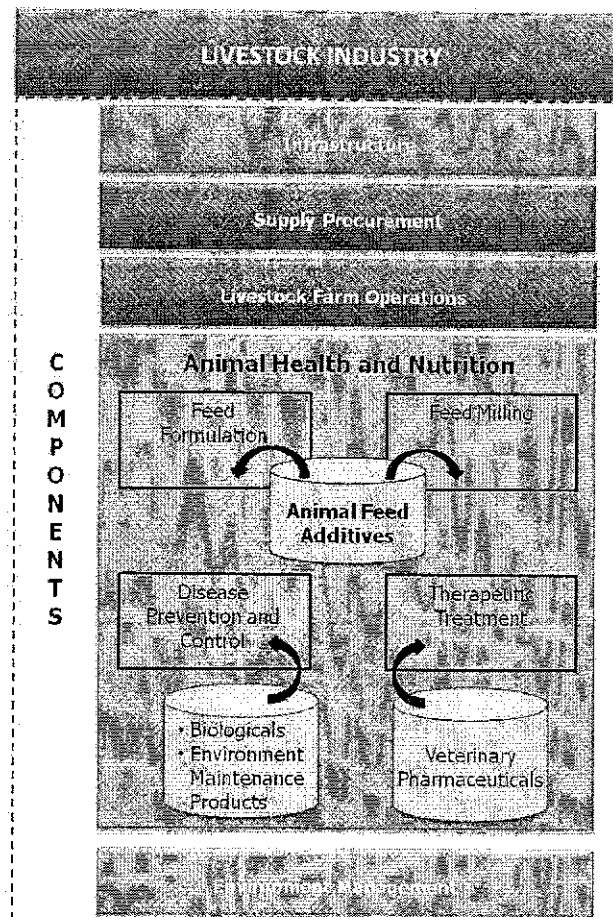 LIVESTOCK INDUSTRY
Infrastructure
Supply Procurement
Livestock Farm Operations
COMPONENTS
Animal Health and Nutrition
Feed
Formulation
Feed Milling
Animal Feed
Additives
Disease
Prevention and
Control
Therapeutic
Treatment
• Biologicals
• Environment
Maintenance
Products
Veterinary
Pharmaceuticals
Environment Management